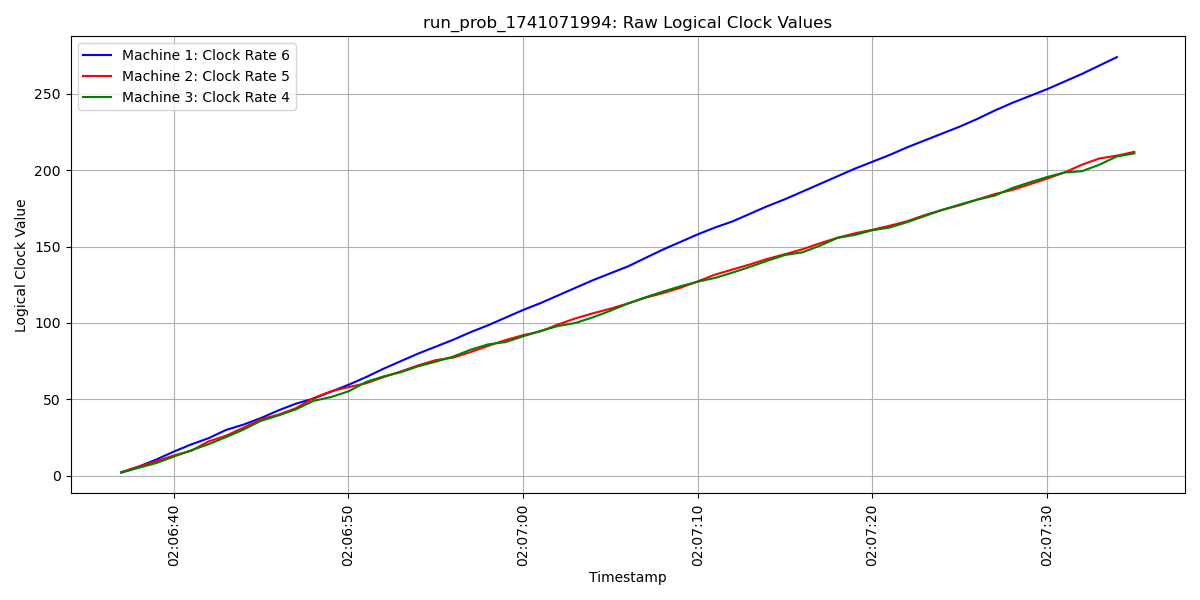 run_prob_1741071994: Raw Logical Clock Values
Machine 1: Clock Rate 6
Machine 2: Clock Rate 5
Machine 3: Clock Rate 4
Logical Clock Value
250
200
150
100
50
0
02:06:40
02:06:50
02:07:00
02:07:10
02:07:20
02:07:30
Timestamp